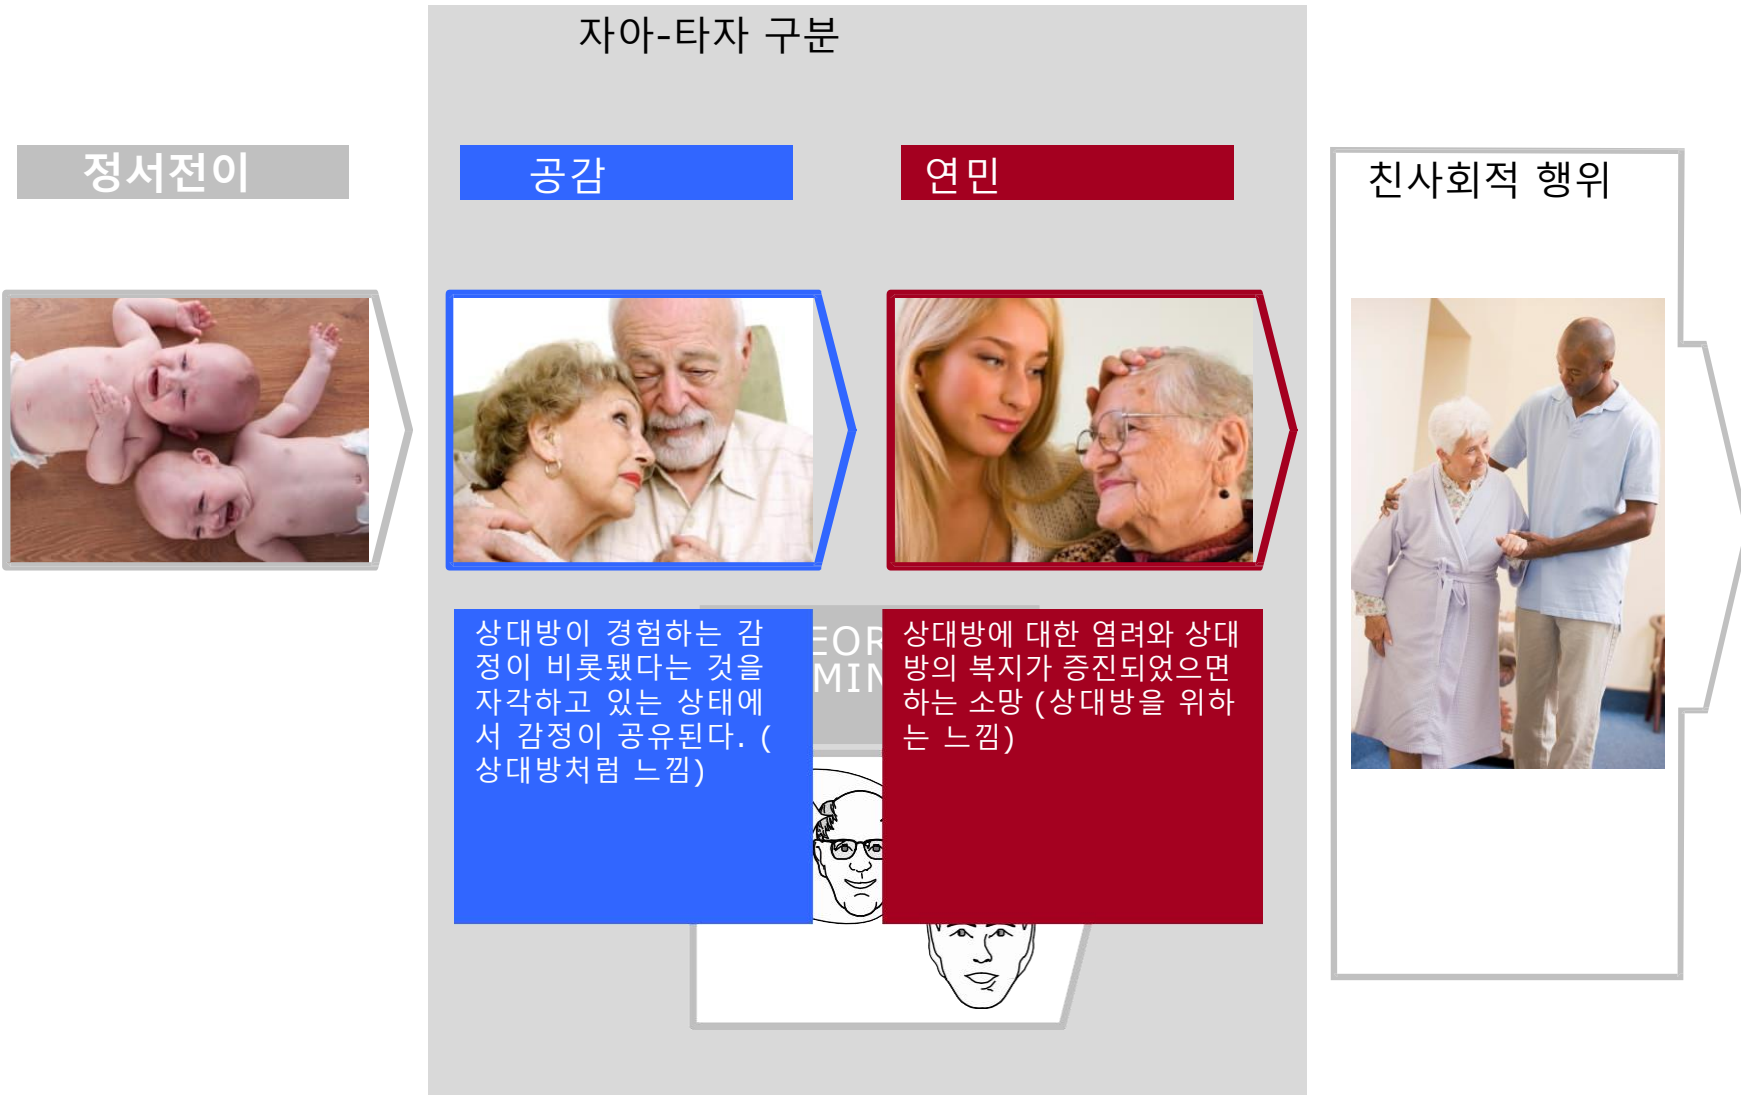 자아-타자 구분
정서전이
공감
연민
친사회적 행위
상대방이 경험하는 감
정이 비롯됐다는 것을
자각하고 있는 상태에
서 감정이 공유된다. (
상대방처럼 느낌)
상대방에 대한 염려와 상대
방의 복지가 증진되었으면
하는 소망 (상대방을 위하
는 느낌)